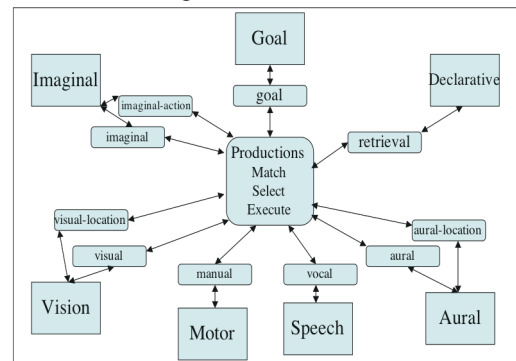 Goal
Imaginal
Declarative
imaginal-action
goal
imaginal
retrieval
Productions
Match
Select
Execute
visual-location
aural-location
visual
aural
manual
vocal
Vision
Motor
Speech
Aural